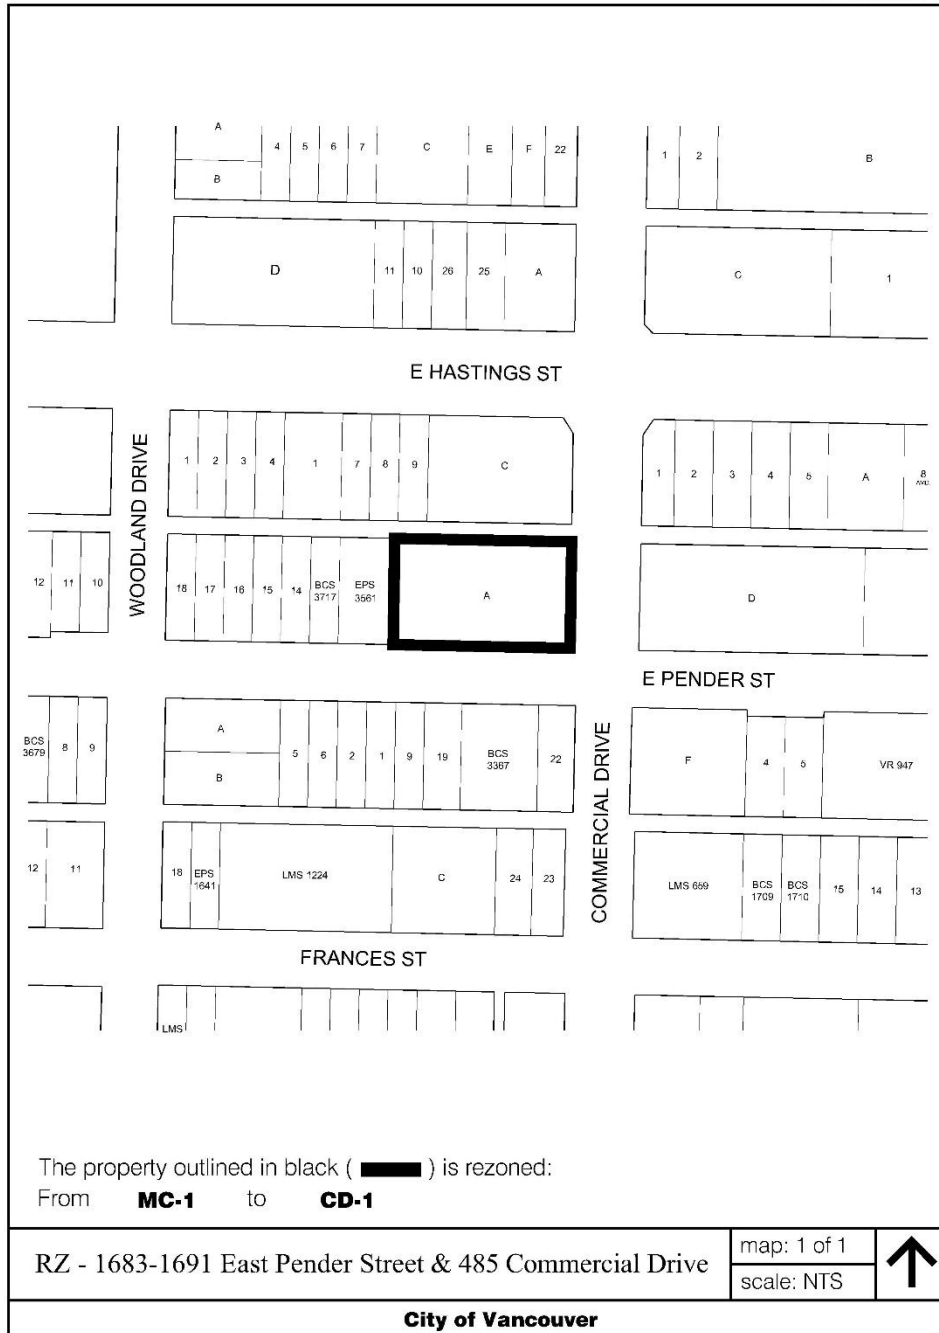 A 4 5 6 7 C E F 22 1 2 B
B
D 11 10 26 25 A C 1
E HASTINGS ST
WOODLAND DRIVE
1 2 3 4 1 7 8 9 C 1 2 3 4 5 A 8
AMD.
12 11 10 18 17 16 15 14 BCS EPS A D
3717 3561
E PENDER ST
COMMERCIAL DRIVE
BCS 8 9 A 5 6 2 1 9 19 BCS 22 F 4 5 VR 947
3679 B 3367
12 11 18 EPS LMS 1224 C 24 23 LMS 659 BCS BCS 15 14 13
1641 1709 1710
FRANCES ST
LMS
The property outlined in black ( ) is rezoned:
From MC-1 to CD-1
RZ - 1683-1691 East Pender Street & 485 Commercial Drive
map: 1 of 1
scale: NTS
City of Vancouver